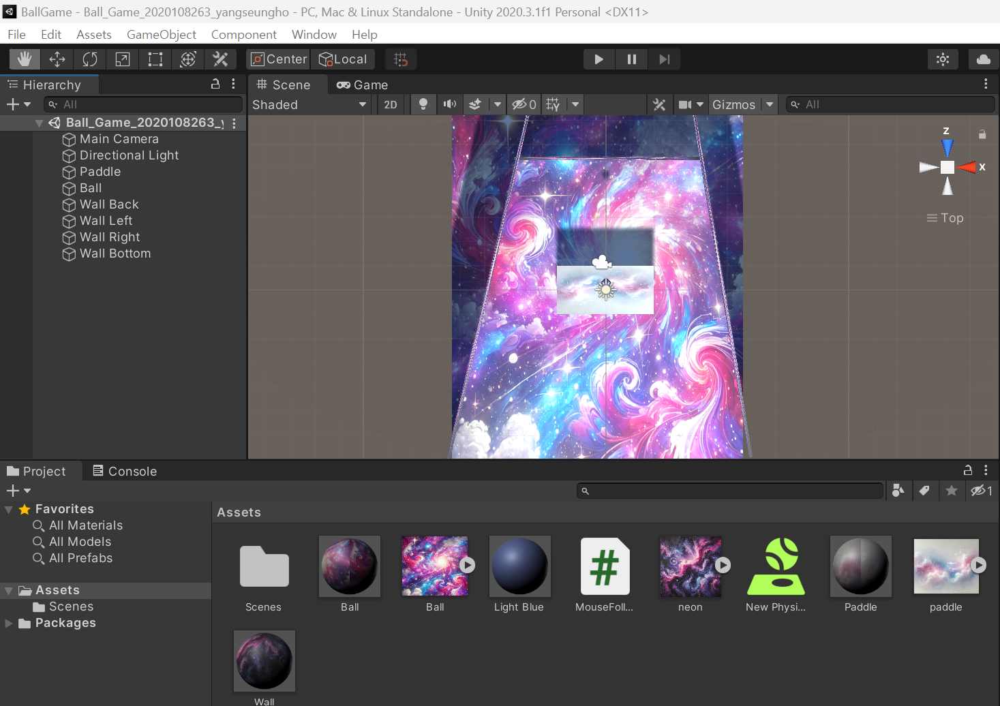 BallGame - Ball_Game_2020108263_yangseungho - PC, Mac & Linux Standalone - Unity 2020.3.1f1 Personal <DX11>
File Edit Assets GameObject Component Window Help
Center Local
Hierarchy
All
Ball_Game_2020108263_y
Main Camera
Directional Light
Paddle
Ball
Wall Back
Wall Left
Wall Right
Wall Bottom
Scene Game
Shaded 2D 0 Gizmos All
z
x
Top
Project Console
1
Favorites
All Materials
All Models
All Prefabs
Assets
Scenes
Packages
Assets
Scenes Ball Ball Light Blue MouseFoll... neon New Physi... Paddle paddle
Wall